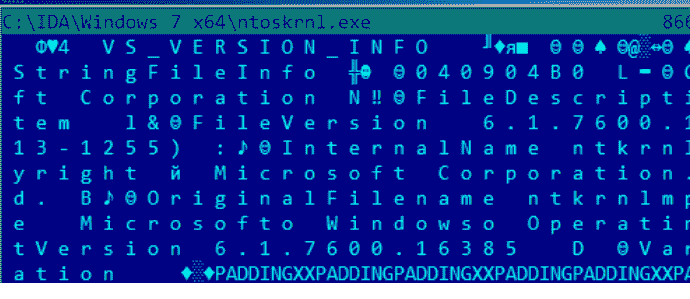 C:\IDA\Windows 7 x64\ntoskrnl.exe 866
Ф♥4 VS_VERSION_INFO ╜♦я■ ☺☺♠☺@░↔☺♠
StringFileInfo ╬☺ ☺040904B0 L▬☺C
ft Corporation N‼☺FileDescripti
tem l&☺FileVersion 6.1.7600.1
13-1255) :♪☺InternalName ntkrnl
yright й Microsoft Corporation.
d. B♪☺OriginalFilename ntkrnlmp
e Microsofto Windowso Operatin
tVersion 6.1.7600.16385 D ☺Var
ation ♦░♦PADDINGXXPADDINGPADDINGXXPADDINGPADDINGXXPA